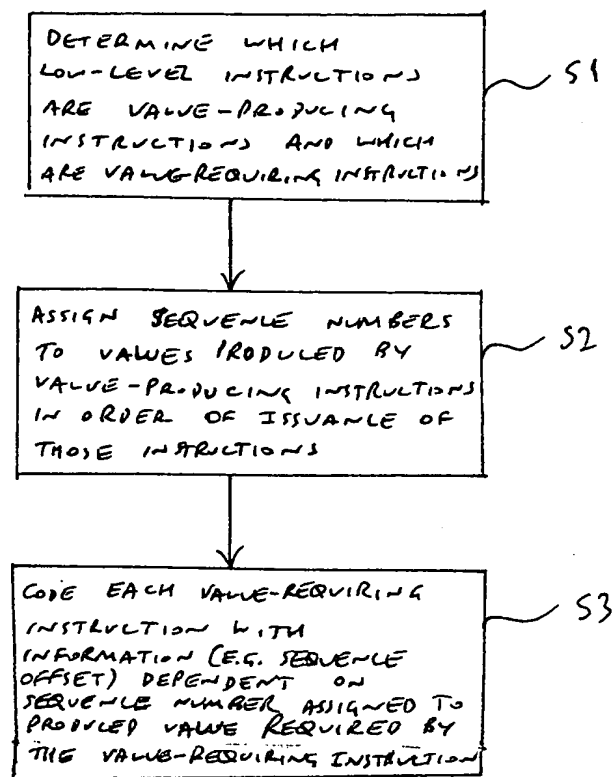 DETERMINE WHICH
LOW-LEVEL INSTRUCTIONS
ARE VALUE-PRODUCING
INSTRUCTIONS AND WHICH
ARE VALUE-REQUIRING INSTRUCTIONS
S1
ASSIGN SEQUENCE NUMBERS
TO VALUES PRODUCED BY
VALUE-PRODUCING INSTRUCTIONS
IN ORDER OF ISSUANCE OF
THOSE INSTRUCTIONS
S2
CODE EACH VALUE-REQUIRING
INSTRUCTION WITH
INFORMATION (E.G. SEQUENCE
OFFSET) DEPENDENT ON
SEQUENCE NUMBER ASSIGNED TO
PRODUCED VALUE REQUIRED BY
THE VALUE-REQUIRING INSTRUCTION
S3